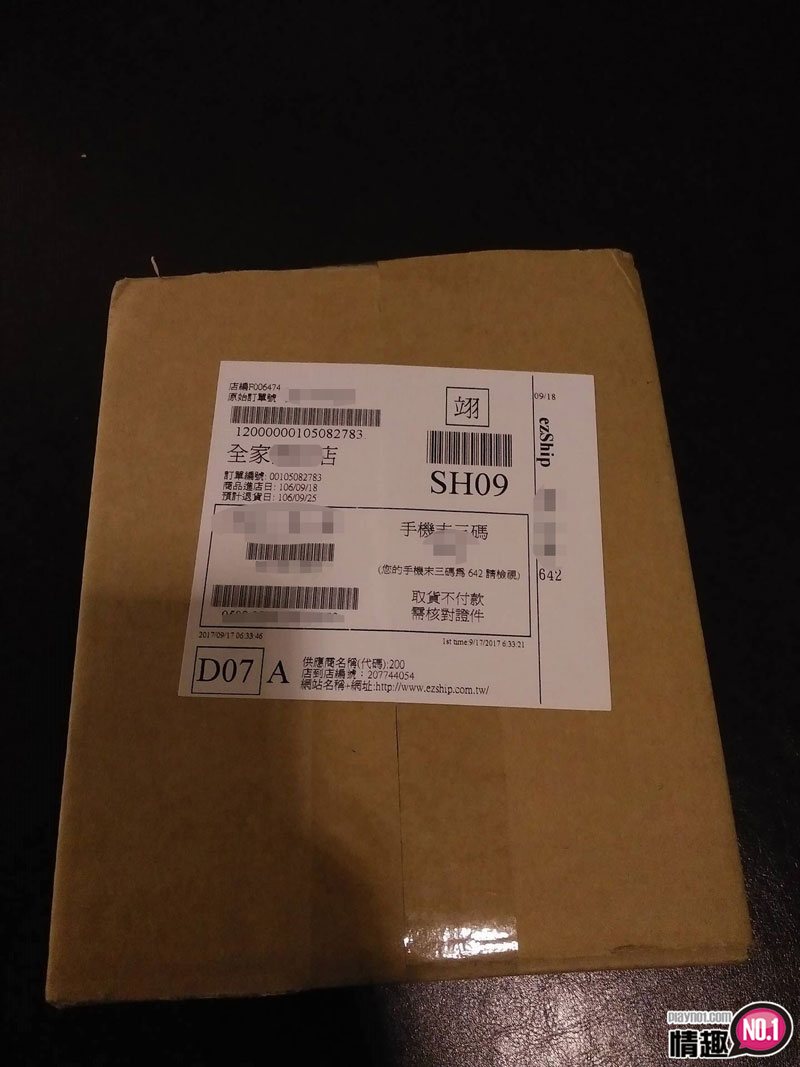 店編F006474
原始訂單號
12000000105082783
全家 店
訂單編號: 00105082783
商品進店日: 106/09/18
預計退貨日: 106/09/25
翊
SH09
手機末三碼
(您的手機末三碼為 642 請檢視)
取貨不付款
需核對證件
2017/09/17 06:33:46
1st time:9/17/2017 6:33:21
D07 A
供應商名稱(代碼):200
店到店編號：207744054
網站名稱+網址:http://www.ezship.com.tw/
09/18
ezShip
642
playno1.com
情趣 NO.1